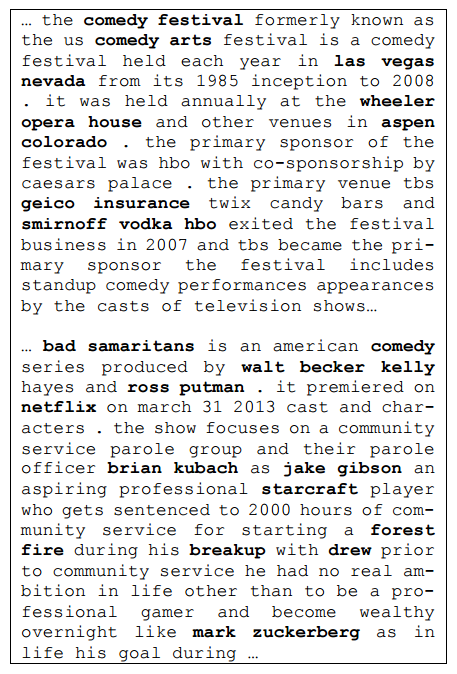 … the comedy festival formerly known as
the us comedy arts festival is a comedy
festival held each year in las vegas
nevada from its 1985 inception to 2008
. it was held annually at the wheeler
opera house and other venues in aspen
colorado . the primary sponsor of the
festival was hbo with co-sponsorship by
caesars palace . the primary venue tbs
geico insurance twix candy bars and
smirnoff vodka hbo exited the festival
business in 2007 and tbs became the pri-
mary sponsor the festival includes
standup comedy performances appearances
by the casts of television shows…
… bad samaritans is an american comedy
series produced by walt becker kelly
hayes and ross putman . it premiered on
netflix on march 31 2013 cast and char-
acters . the show focuses on a community
service parole group and their parole
officer brian kubach as jake gibson an
aspiring professional starcraft player
who gets sentenced to 2000 hours of com-
munity service for starting a forest
fire during his breakup with drew prior
to community service he had no real am-
bition in life other than to be a pro-
fessional gamer and become wealthy
overnight like mark zuckerberg as in
life his goal during …